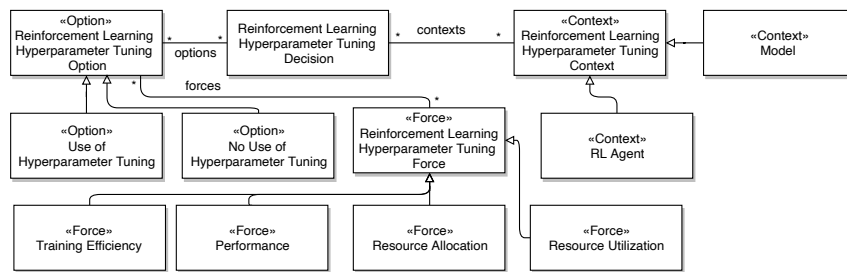 «Option»
Reinforcement Learning
Hyperparameter Tuning
Option
*
*
options
Reinforcement Learning
Hyperparameter Tuning
Decision
*
contexts
*
«Context»
Reinforcement Learning
Hyperparameter Tuning
Context
«Context»
Model
*
forces
*
«Option»
Use of
Hyperparameter Tuning
«Option»
No Use of
Hyperparameter Tuning
«Force»
Reinforcement Learning
Hyperparameter Tuning
Force
«Context»
RL Agent
«Force»
Training Efficiency
«Force»
Performance
«Force»
Resource Allocation
«Force»
Resource Utilization